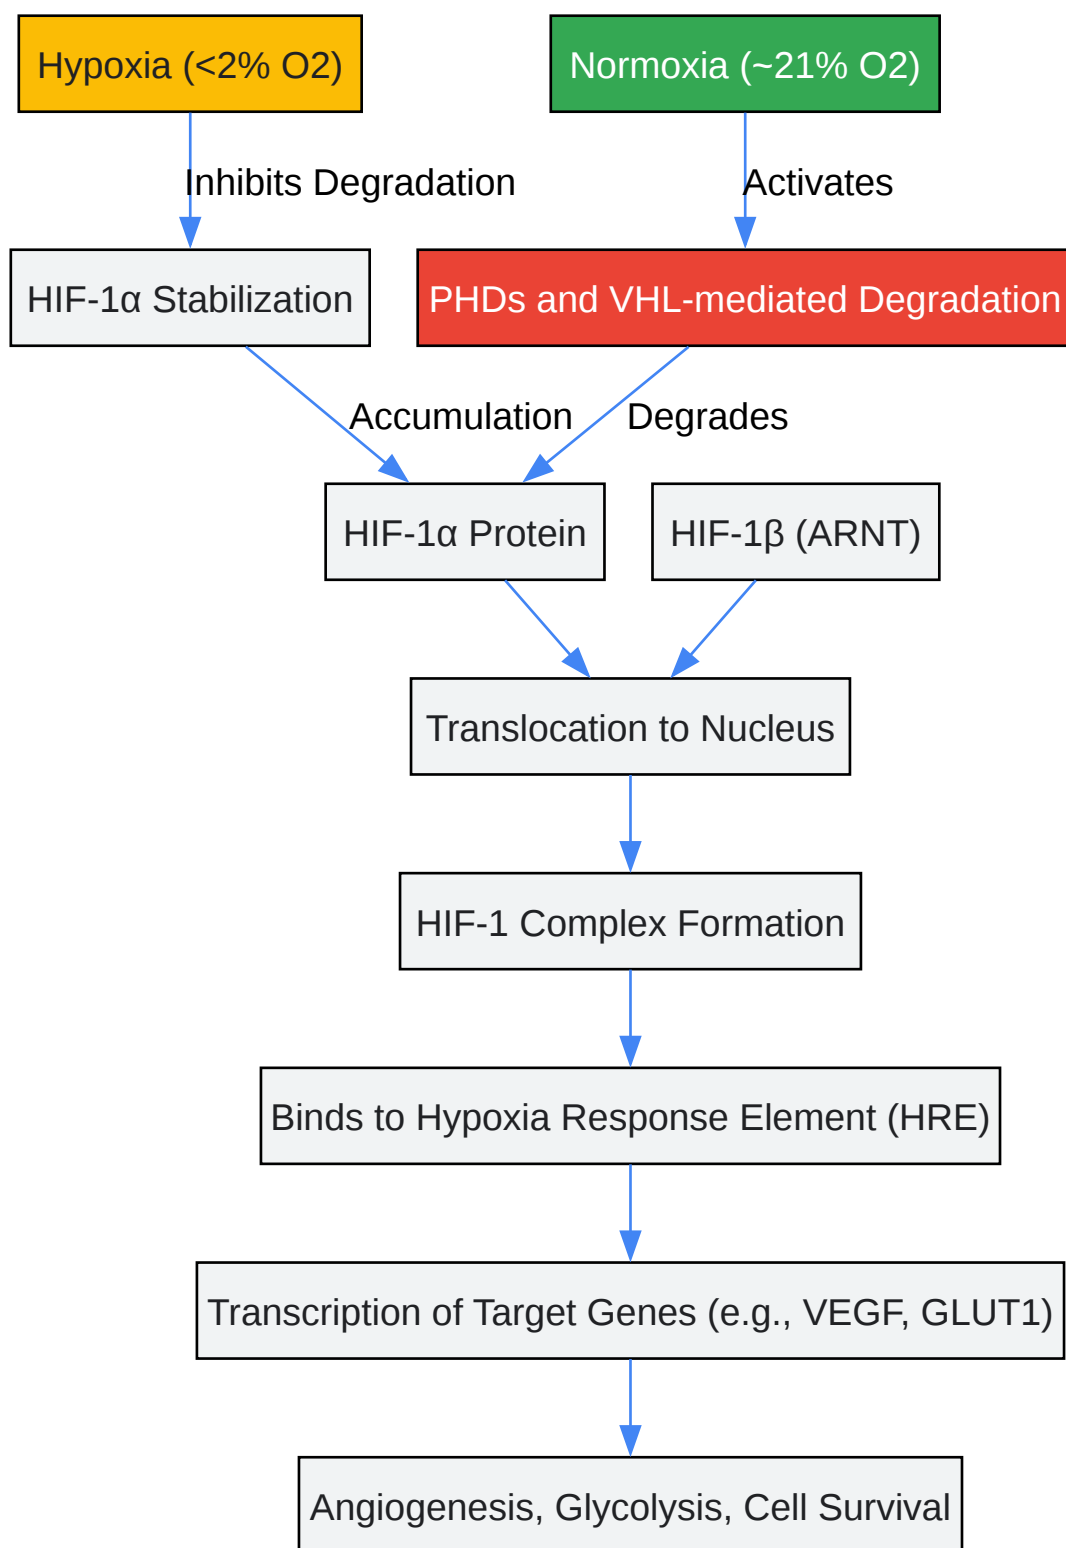 Hypoxia (<2% O2)
Normoxia (~21% O2)
Inhibits Degradation
Activates
HIF-1α Stabilization
PHDs and VHL-mediated Degradation
Accumulation
Degrades
HIF-1α Protein
HIF-1β (ARNT)
Translocation to Nucleus
HIF-1 Complex Formation
Binds to Hypoxia Response Element (HRE)
Transcription of Target Genes (e.g., VEGF, GLUT1)
Angiogenesis, Glycolysis, Cell Survival